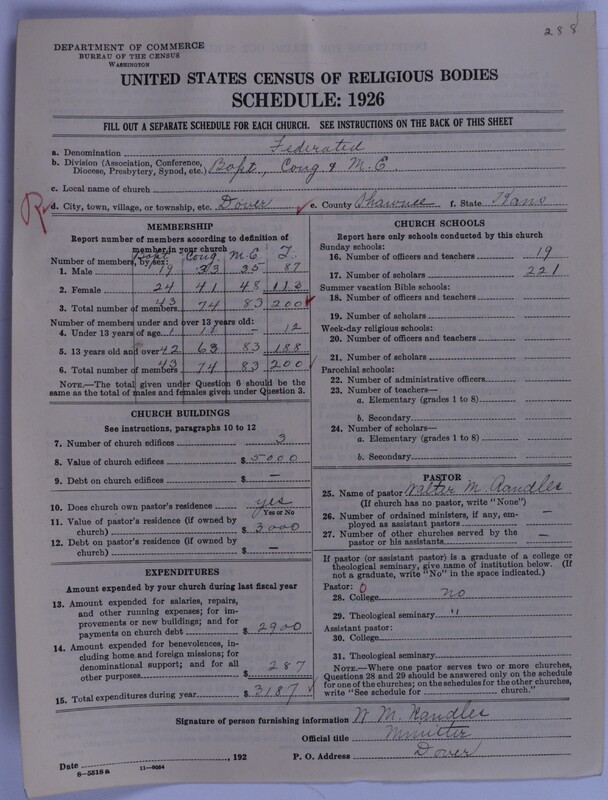 288
DEPARTMENT OF COMMERCE
BUREAU OF THE CENSUS
WASHINGTON
UNITED STATES CENSUS OF RELIGIOUS BODIES
SCHEDULE: 1926
FILL OUT A SEPARATE SCHEDULE FOR EACH CHURCH. SEE INSTRUCTIONS ON THE BACK OF THIS SHEET
a. Denomination Federated
b. Division (Association, Conference, Diocese, Presbytery, Synod, etc.) Bapt., Cong & M.E
c. Local name of church
d. City, town, village, or township, etc. Dover e. County Shawnee f. State Kans
MEMBERSHIP
Report number of members according to definition of member in your church
Number of members, by sex: Bapt Cong M.E. T.
1. Male 19 33 35 87
2. Female 24 41 48 113
3. Total number of members 43 74 83 200
Number of members under and over 13 years old:
4. Under 13 years of age 1 11 – 12
5. 13 years old and over 42 63 83 188
6. Total number of members 43 74 83 200
NOTE.—The total given under Question 6 should be the same as the total of males and females given under Question 3.
CHURCH BUILDINGS
See instructions, paragraphs 10 to 12
7. Number of church edifices 3
8. Value of church edifices $ 5000
9. Debt on church edifices $ –
10. Does church own pastor's residence yes
Yes or No
11. Value of pastor's residence (if owned by church) $ 3000
12. Debt on pastor's residence (if owned by church) $ –
EXPENDITURES
Amount expended by your church during last fiscal year
13. Amount expended for salaries, repairs, and other running expenses; for improvements or new buildings; and for payments on church debt $ 2900
14. Amount expended for benevolences, including home and foreign missions; for denominational support; and for all other purposes $ 287
15. Total expenditures during year $ 3187
CHURCH SCHOOLS
Report here only schools conducted by this church
Sunday schools:
16. Number of officers and teachers 19
17. Number of scholars 221
Summer vacation Bible schools:
18. Number of officers and teachers
19. Number of scholars
Week-day religious schools:
20. Number of officers and teachers
21. Number of scholars
Parochial schools:
22. Number of administrative officers
23. Number of teachers—
a. Elementary (grades 1 to 8)
b. Secondary
24. Number of scholars—
a. Elementary (grades 1 to 8)
b. Secondary
PASTOR
25. Name of pastor Walter M. Randles
(If church has no pastor, write "None")
26. Number of ordained ministers, if any, employed as assistant pastors –
27. Number of other churches served by the pastor or his assistants –
If pastor (or assistant pastor) is a graduate of a college or theological seminary, give name of institution below. (If not a graduate, write "No" in the space indicated.)
Pastor: 0
28. College no
29. Theological seminary "
Assistant pastor:
30. College
31. Theological seminary
NOTE.—Where one pastor serves two or more churches, Questions 28 and 29 should be answered only on the schedule for one of the churches; on the schedules for the other churches, write "See schedule for church."
Signature of person furnishing information W M. Randles
Official title Minister
Date , 192 P. O. Address Dover
8-5518a 11-9064